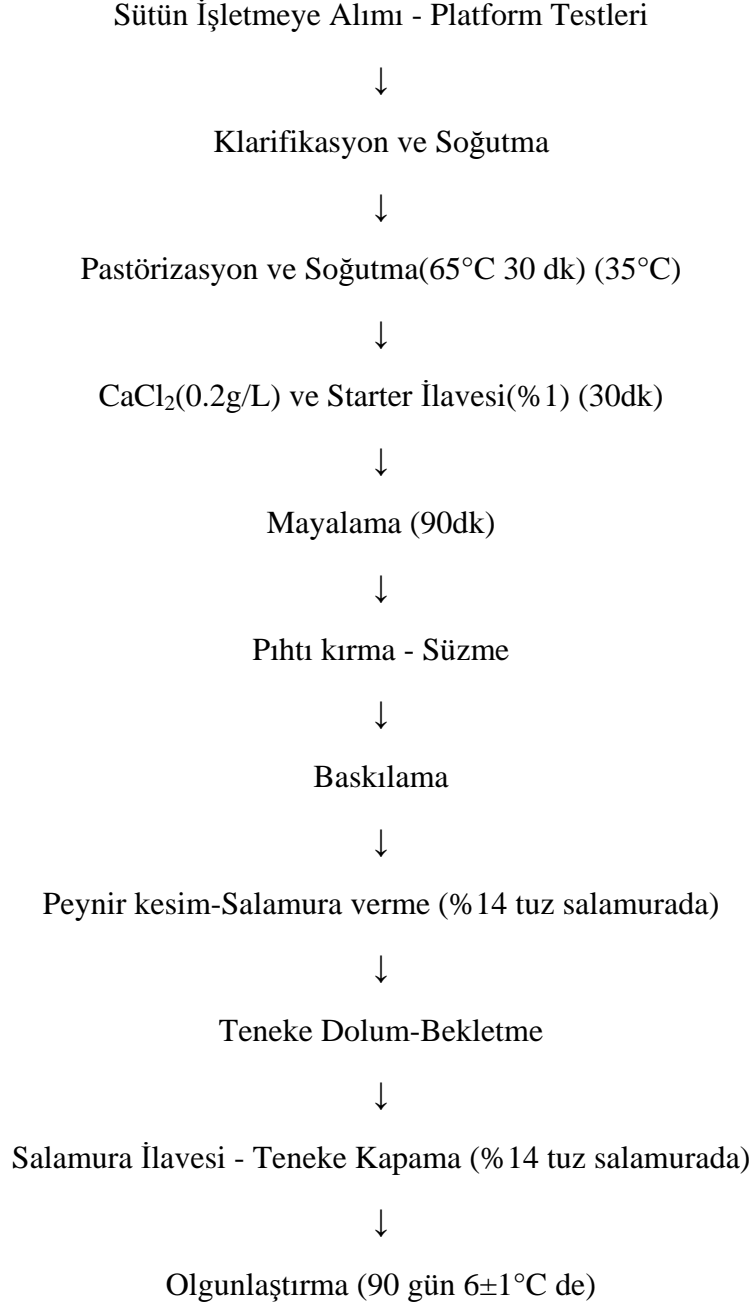 Sütün İşletmeye Alımı - Platform Testleri
↓
Klarifikasyon ve Soğutma
↓
Pastörizasyon ve Soğutma(65°C 30 dk) (35°C)
↓
CaCl₂(0.2g/L) ve Starter İlavesi(%1) (30dk)
↓
Mayalama (90dk)
↓
Pıhtı kırma - Süzme
↓
Baskılama
↓
Peynir kesim-Salamura verme (%14 tuz salamurada)
↓
Teneke Dolum-Bekletme
↓
Salamura İlavesi - Teneke Kapama (%14 tuz salamurada)
↓
Olgunlaştırma (90 gün 6±1°C de)